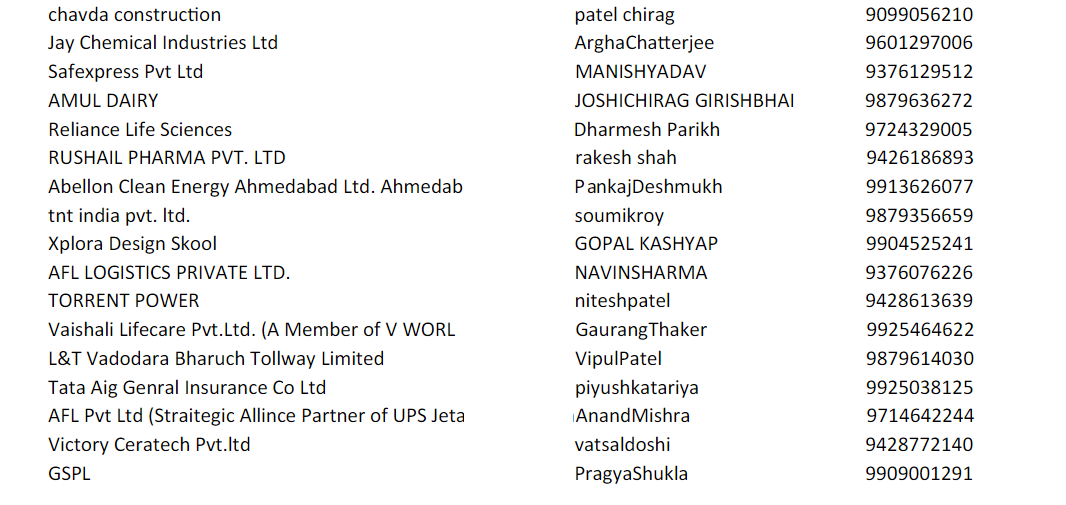 chavda construction patel chirag 9099056210
Jay Chemical Industries Ltd ArghaChatterjee 9601297006
Safexpress Pvt Ltd MANISHYADAV 9376129512
AMUL DAIRY JOSHICHIRAG GIRISHBHAI 9879636272
Reliance Life Sciences Dharmesh Parikh 9724329005
RUSHAIL PHARMA PVT. LTD rakesh shah 9426186893
Abellon Clean Energy Ahmedabad Ltd. Ahmedab PankajDeshmukh 9913626077
tnt india pvt. ltd. soumikroy 9879356659
Xplora Design Skool GOPAL KASHYAP 9904525241
AFL LOGISTICS PRIVATE LTD. NAVINSHARMA 9376076226
TORRENT POWER niteshpatel 9428613639
Vaishali Lifecare Pvt.Ltd. (A Member of V WORL GaurangThaker 9925464622
L&T Vadodara Bharuch Tollway Limited VipulPatel 9879614030
Tata Aig Genral Insurance Co Ltd piyushkatariya 9925038125
AFL Pvt Ltd (Straitegic Allince Partner of UPS Jeta AnandMishra 9714642244
Victory Ceratech Pvt.ltd vatsaldoshi 9428772140
GSPL PragyaShukla 9909001291